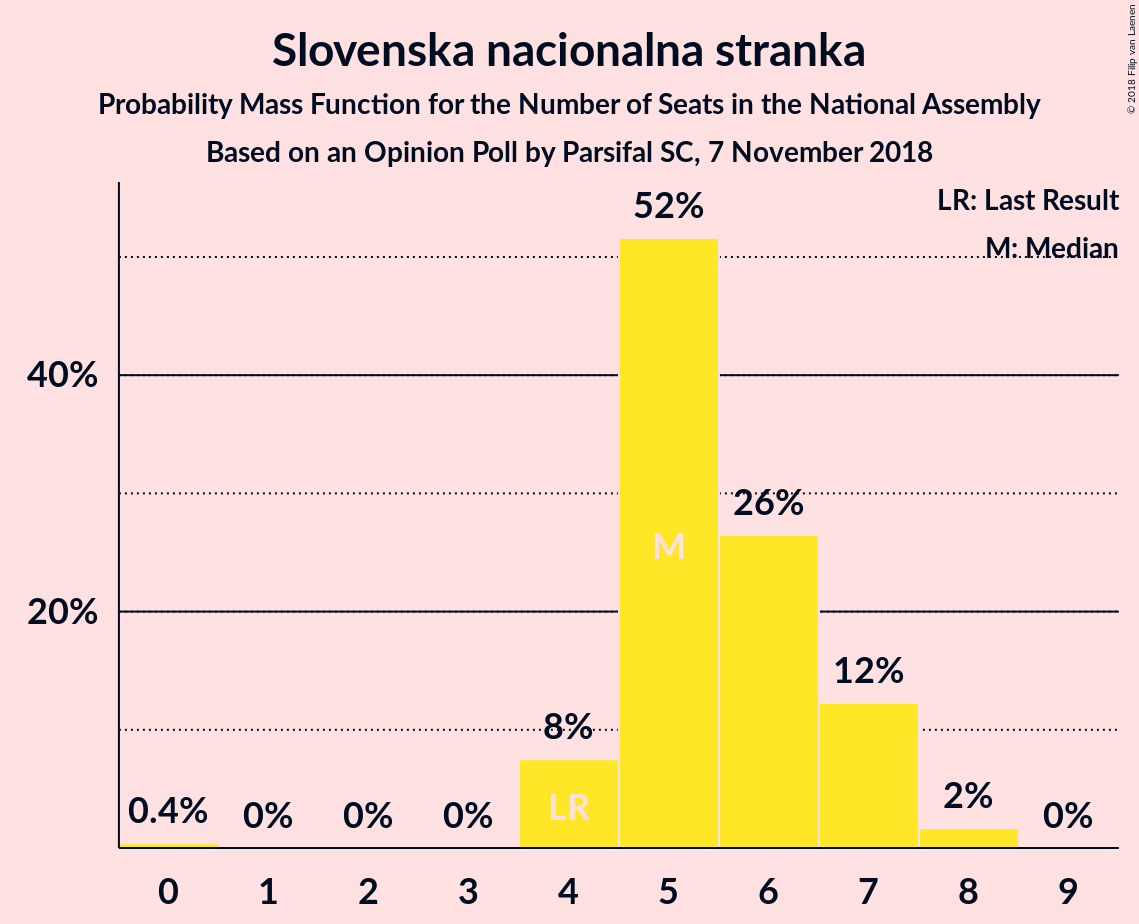 Slovenska nacionalna stranka
Probability Mass Function for the Number of Seats in the National Assembly
Based on an Opinion Poll by Parsifal SC, 7 November 2018
© 2018 Filip van Laenen
LR: Last Result
M: Median
40%
20%
0.4%
0%
0%
0%
8%
52%
26%
12%
2%
0%
LR
M
0 1 2 3 4 5 6 7 8 9